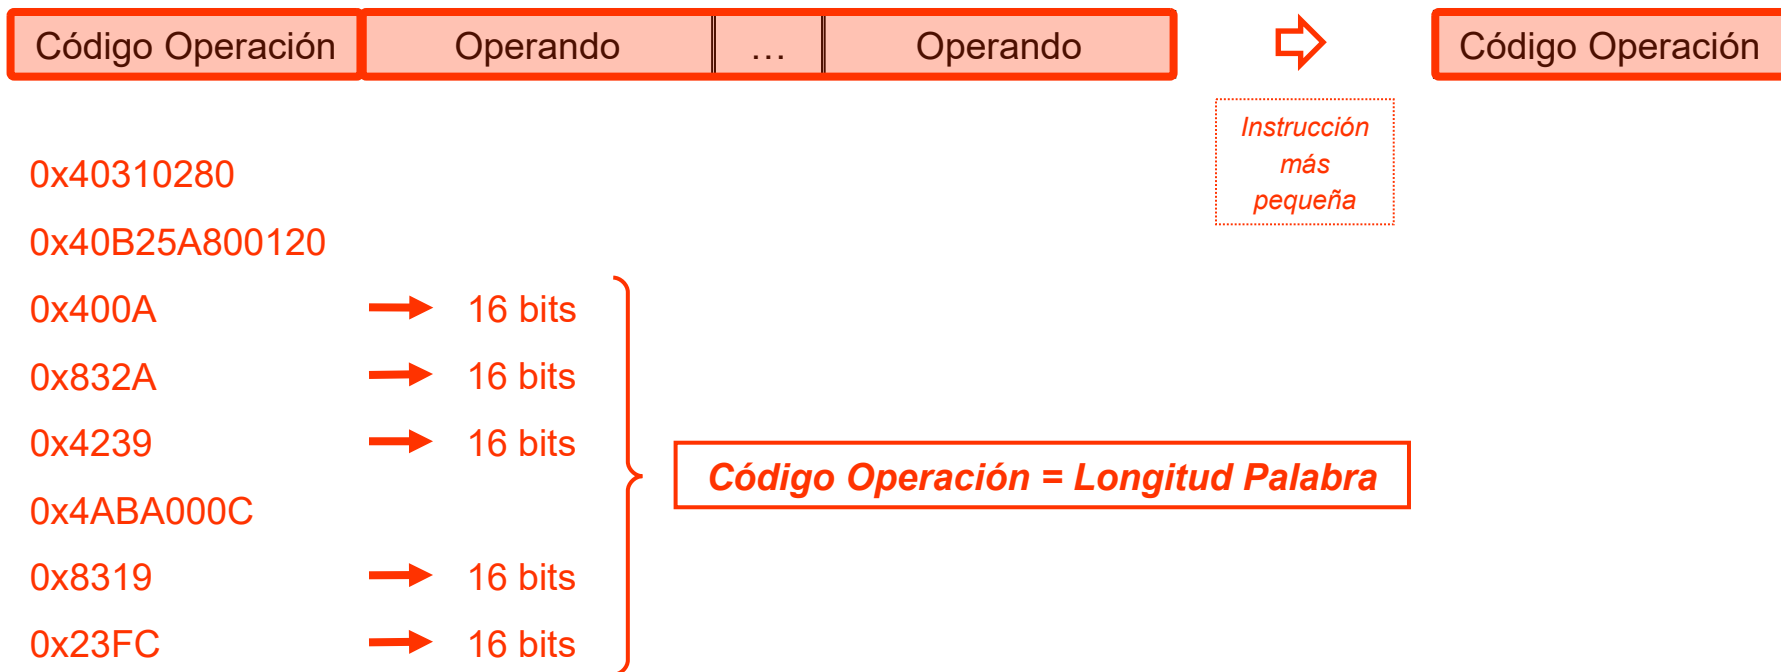 Código Operación Operando … Operando Código Operación
Instrucción
más
pequeña
0x40310280
0x40B25A800120
0x400A 16 bits
0x832A 16 bits
0x4239 16 bits
Código Operación = Longitud Palabra
0x4ABA000C
0x8319 16 bits
0x23FC 16 bits